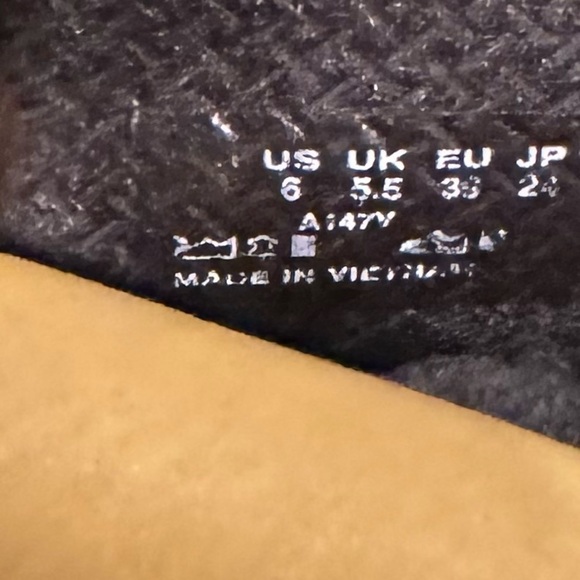 US UK EU JP
6 5.5 24
A147Y
MADE IN VIETNAM